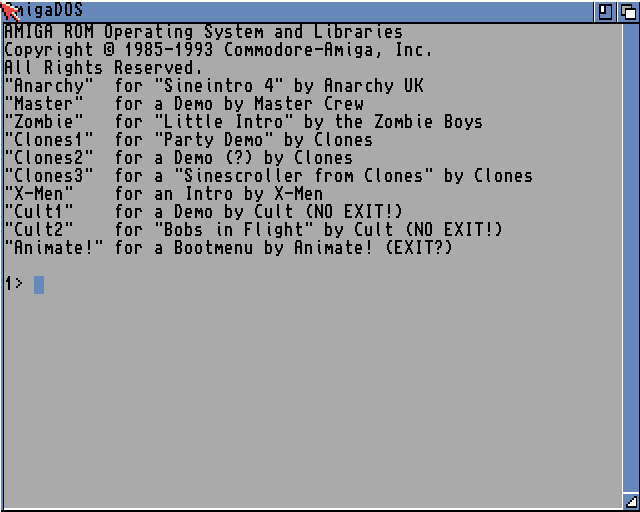 AmigaDOS
AMIGA ROM Operating System and Libraries
Copyright © 1985-1993 Commodore-Amiga, Inc.
All Rights Reserved.
"Anarchy" for "Sineintro 4" by Anarchy UK
"Master" for a Demo by Master Crew
"Zombie" for "Little Intro" by the Zombie Boys
"Clones1" for "Party Demo" by Clones
"Clones2" for a Demo (?) by Clones
"Clones3" for a "Sinescroller from Clones" by Clones
"X-Men" for an Intro by X-Men
"Cult1" for a Demo by Cult (NO EXIT!)
"Cult2" for "Bobs in Flight" by Cult (NO EXIT!)
"Animate!" for a Bootmenu by Animate! (EXIT?)
1>